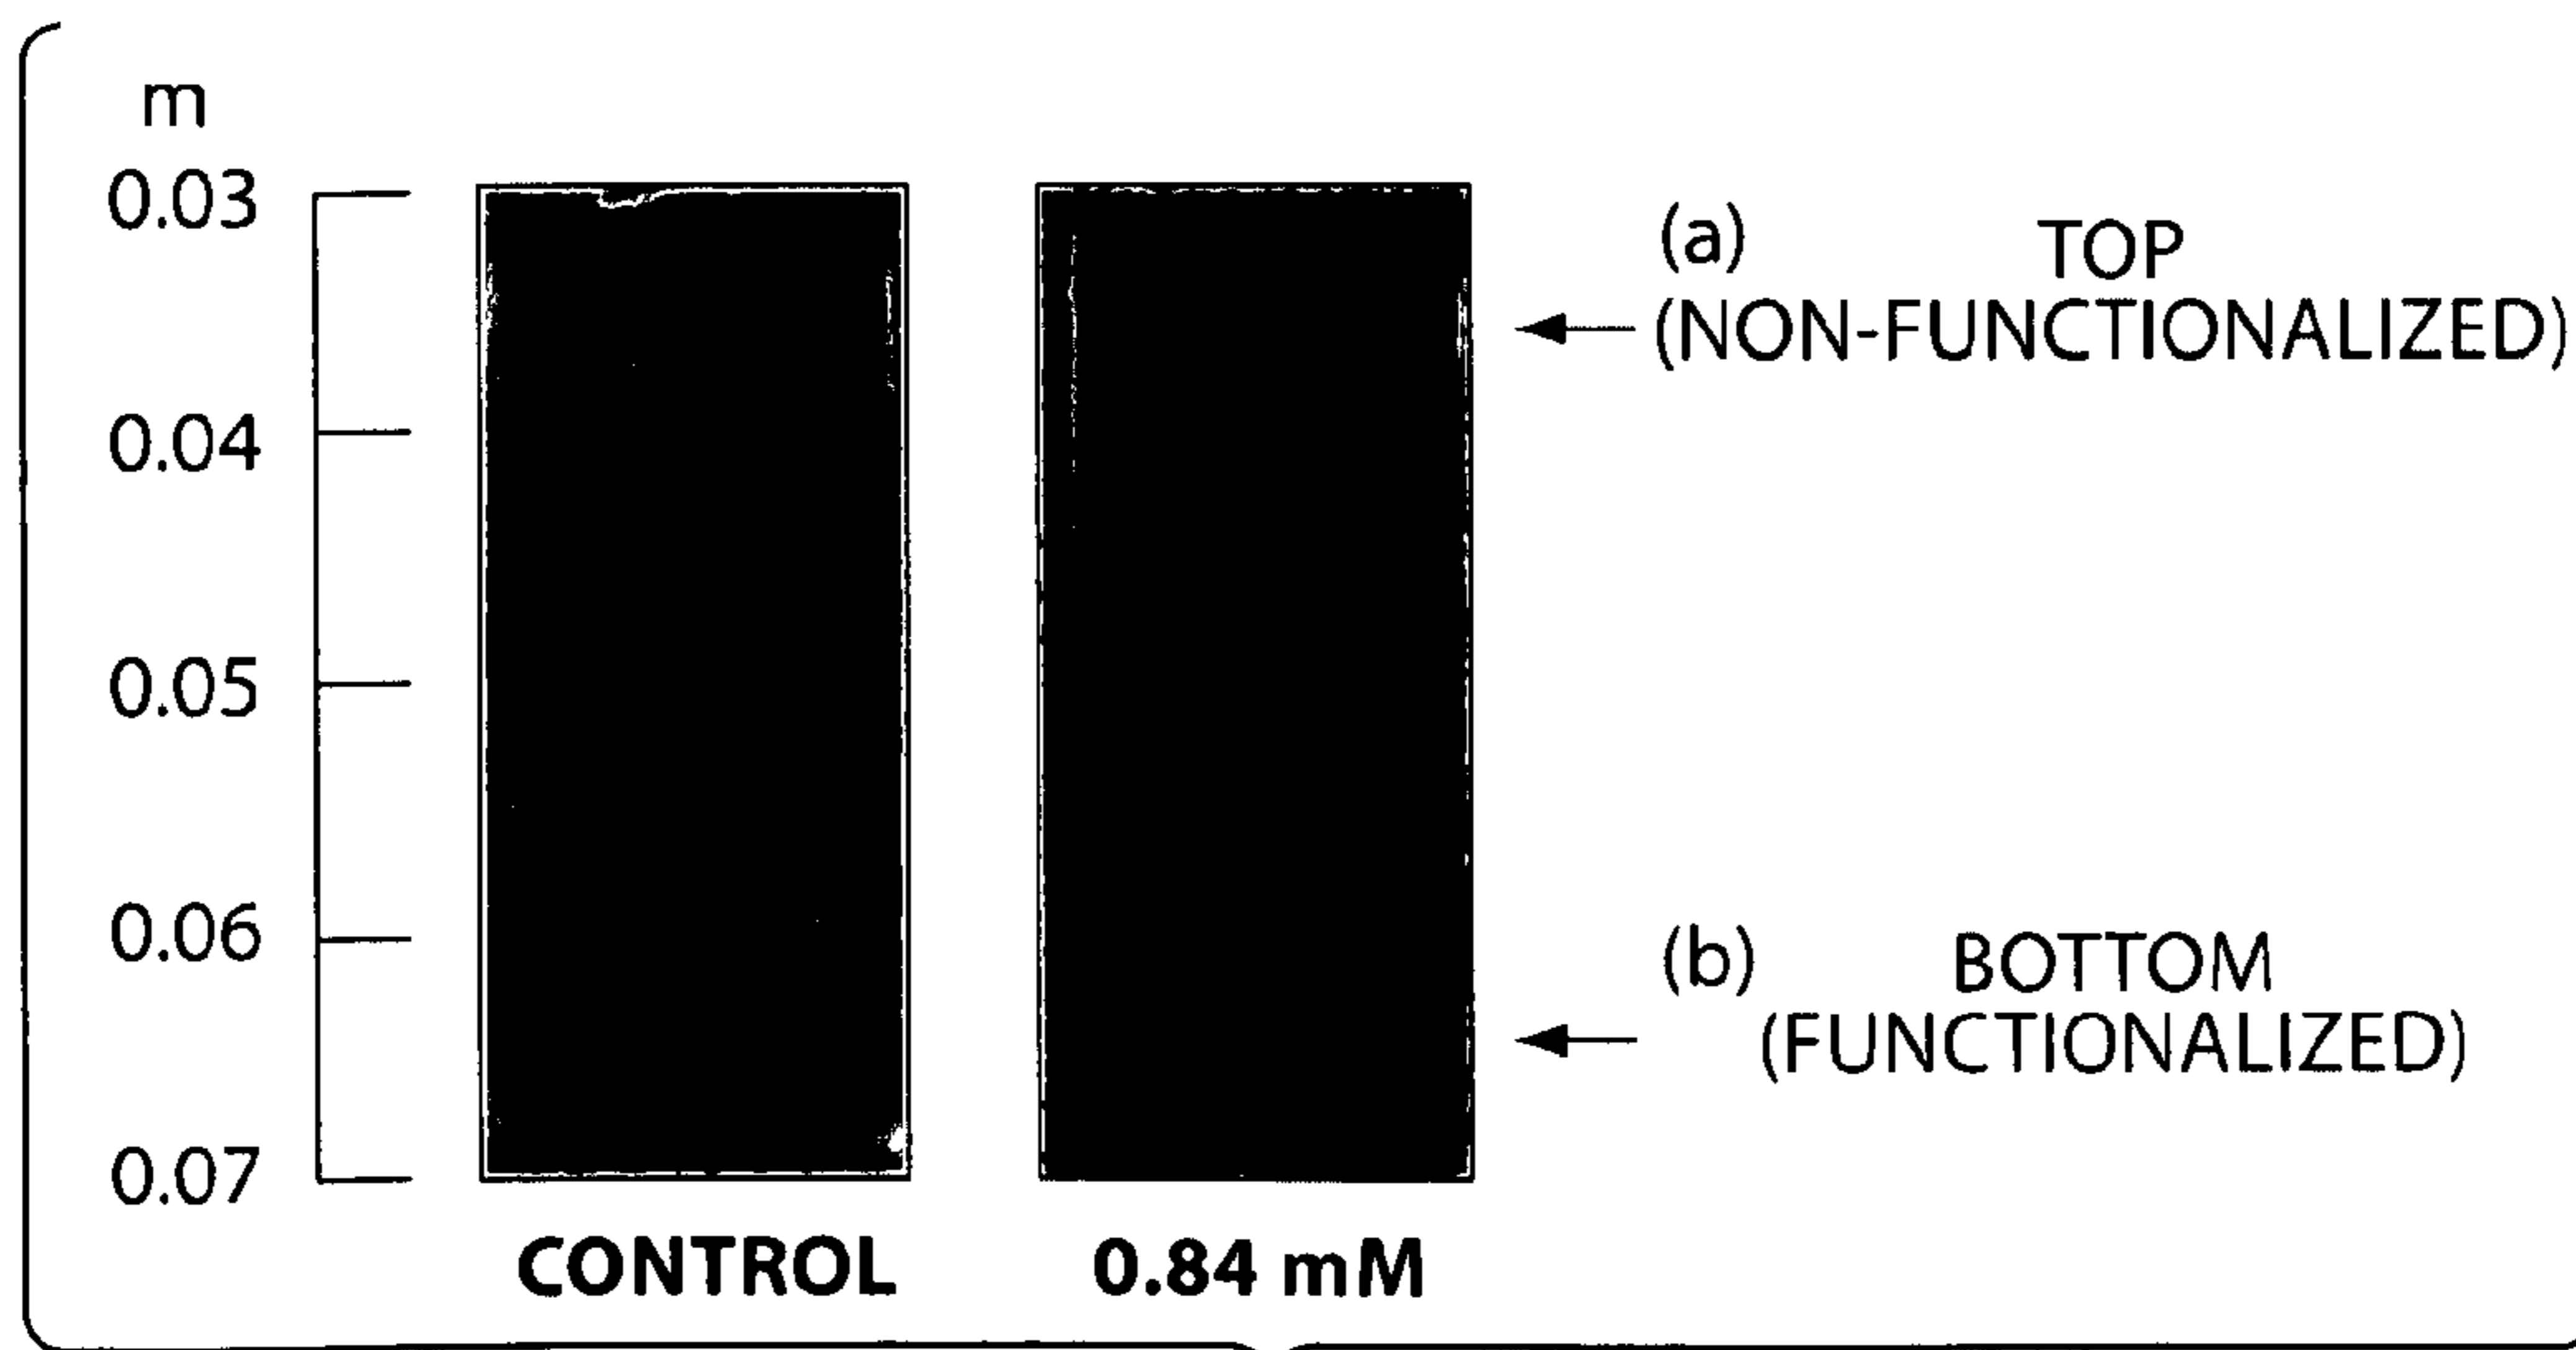 m
0.03
0.04
0.05
0.06
0.07
CONTROL
0.84 mM
(a) TOP
(NON-FUNCTIONALIZED)
(b) BOTTOM
(FUNCTIONALIZED)